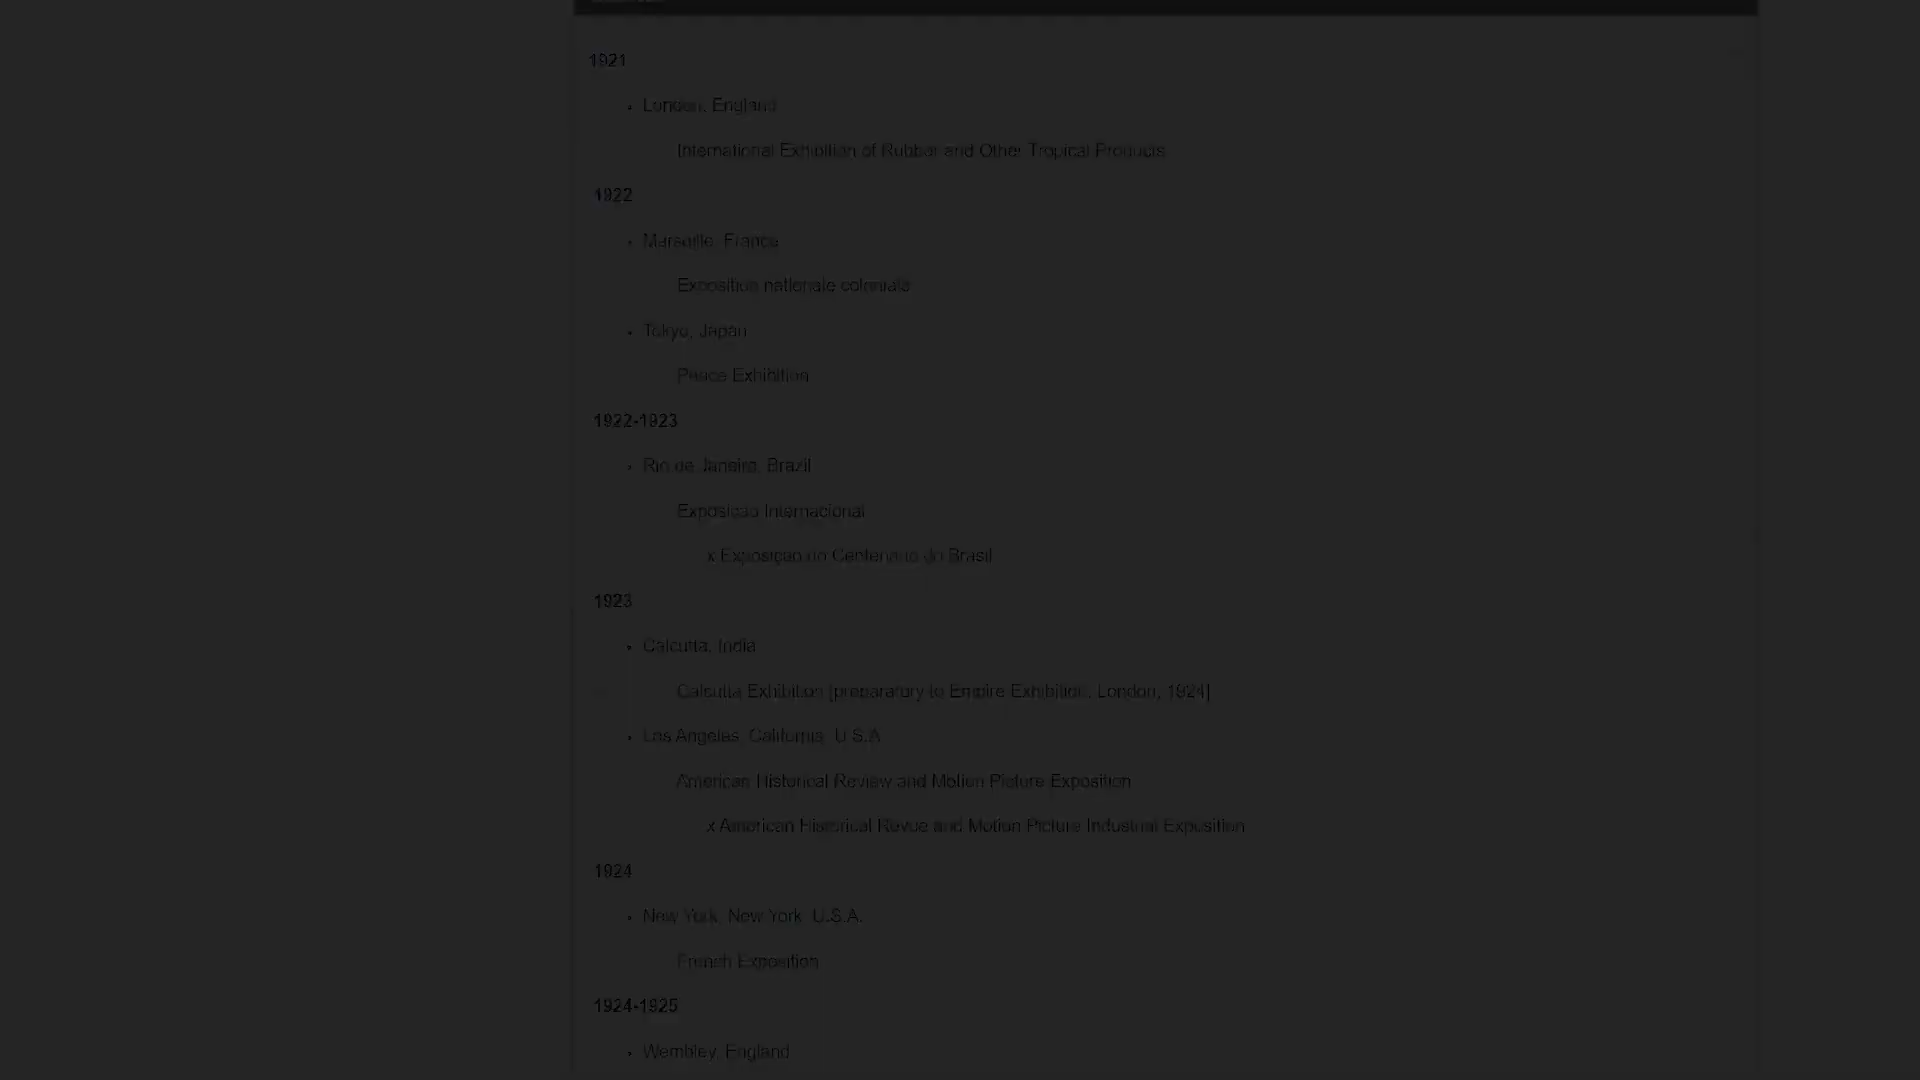 1921
London, England
International Exhibition of Rubber and Other Tropical Products
1922
Marseille, France
Exposition nationale coloniale
Tokyo, Japan
Peace Exhibition
1922-1923
Rio de Janeiro, Brazil
Exposicao Internacional
x Exposiçao do Centenario do Brasil
1923
Calcutta, India
Calcutta Exhibition [preparatory to Empire Exhibition, London, 1924]
Los Angeles, California, U.S.A.
American Historical Review and Motion Picture Exposition
x American Historical Revue and Motion Picture Industrial Exposition
1924
New York, New York, U.S.A.
French Exposition
1924-1925
Wembley, England